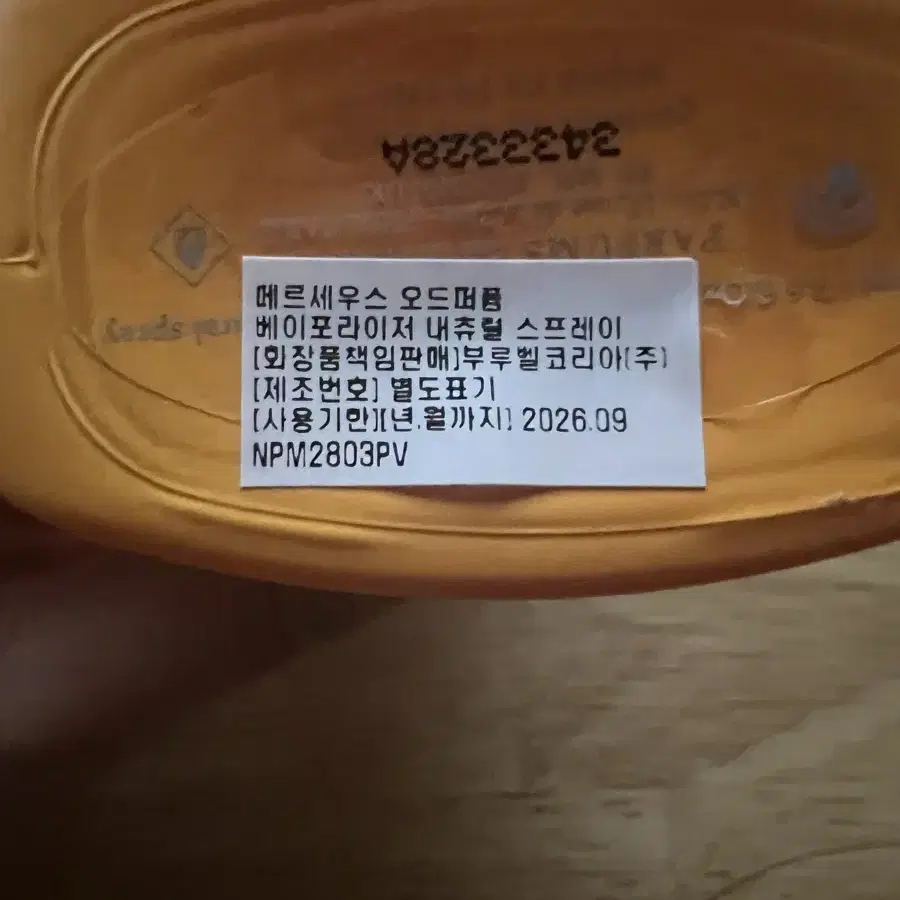 3433328A
PARFUMS
메르세우스 오드퍼퓸
베이포라이저 내츄럴 스프레이
[화장품책임판매]부루벨코리아(주)
[제조번호] 별도표기
[사용기한][년,월까지] 2026.09
NPM2803PV